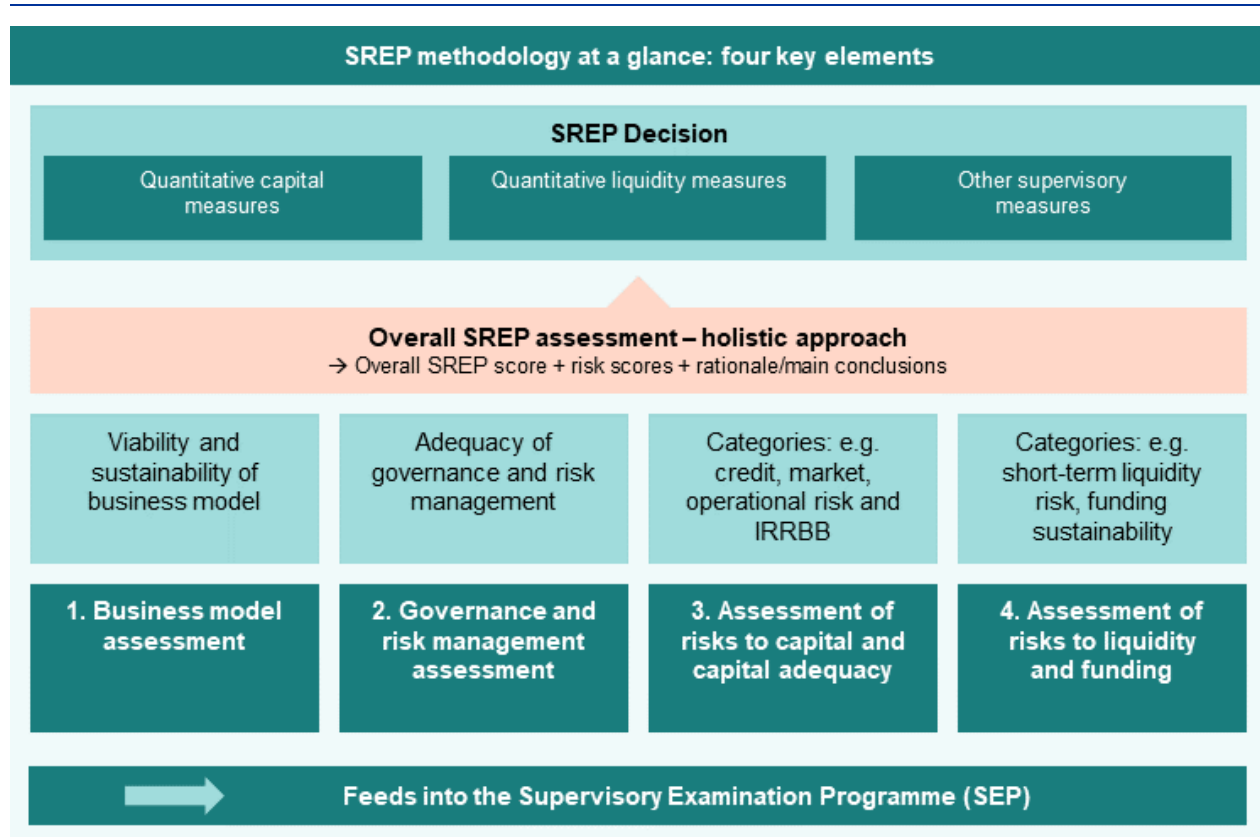 SREP methodology at a glance: four key elements
SREP Decision
Quantitative capital
measures
Quantitative liquidity measures
Other supervisory
measures
Overall SREP assessment – holistic approach
→ Overall SREP score + risk scores + rationale/main conclusions
Viability and
sustainability of
business model
Adequacy of
governance and risk
management
Categories: e.g.
credit, market,
operational risk and
IRRBB
Categories: e.g.
short-term liquidity
risk, funding
sustainability
1. Business model
assessment
2. Governance and
risk management
assessment
3. Assessment of
risks to capital and
capital adequacy
4. Assessment of
risks to liquidity
and funding
Feeds into the Supervisory Examination Programme (SEP)